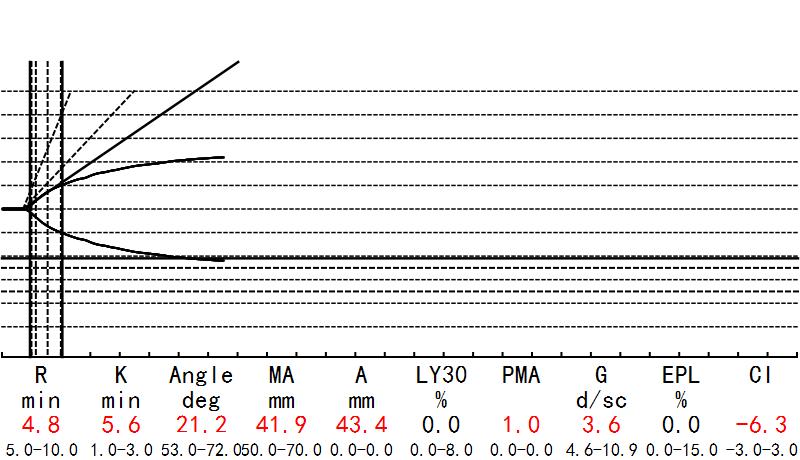 R K Angle MA A LY30 PMA G EPL CI
min min deg mm mm % d/sc %
4.8 5.6 21.2 41.9 43.4 0.0 1.0 3.6 0.0 -6.3
5.0-10.0 1.0-3.0 53.0-72.0 50.0-70.0 0.0-0.0 0.0-8.0 0.0-0.0 4.6-10.9 0.0-15.0 -3.0-3.0